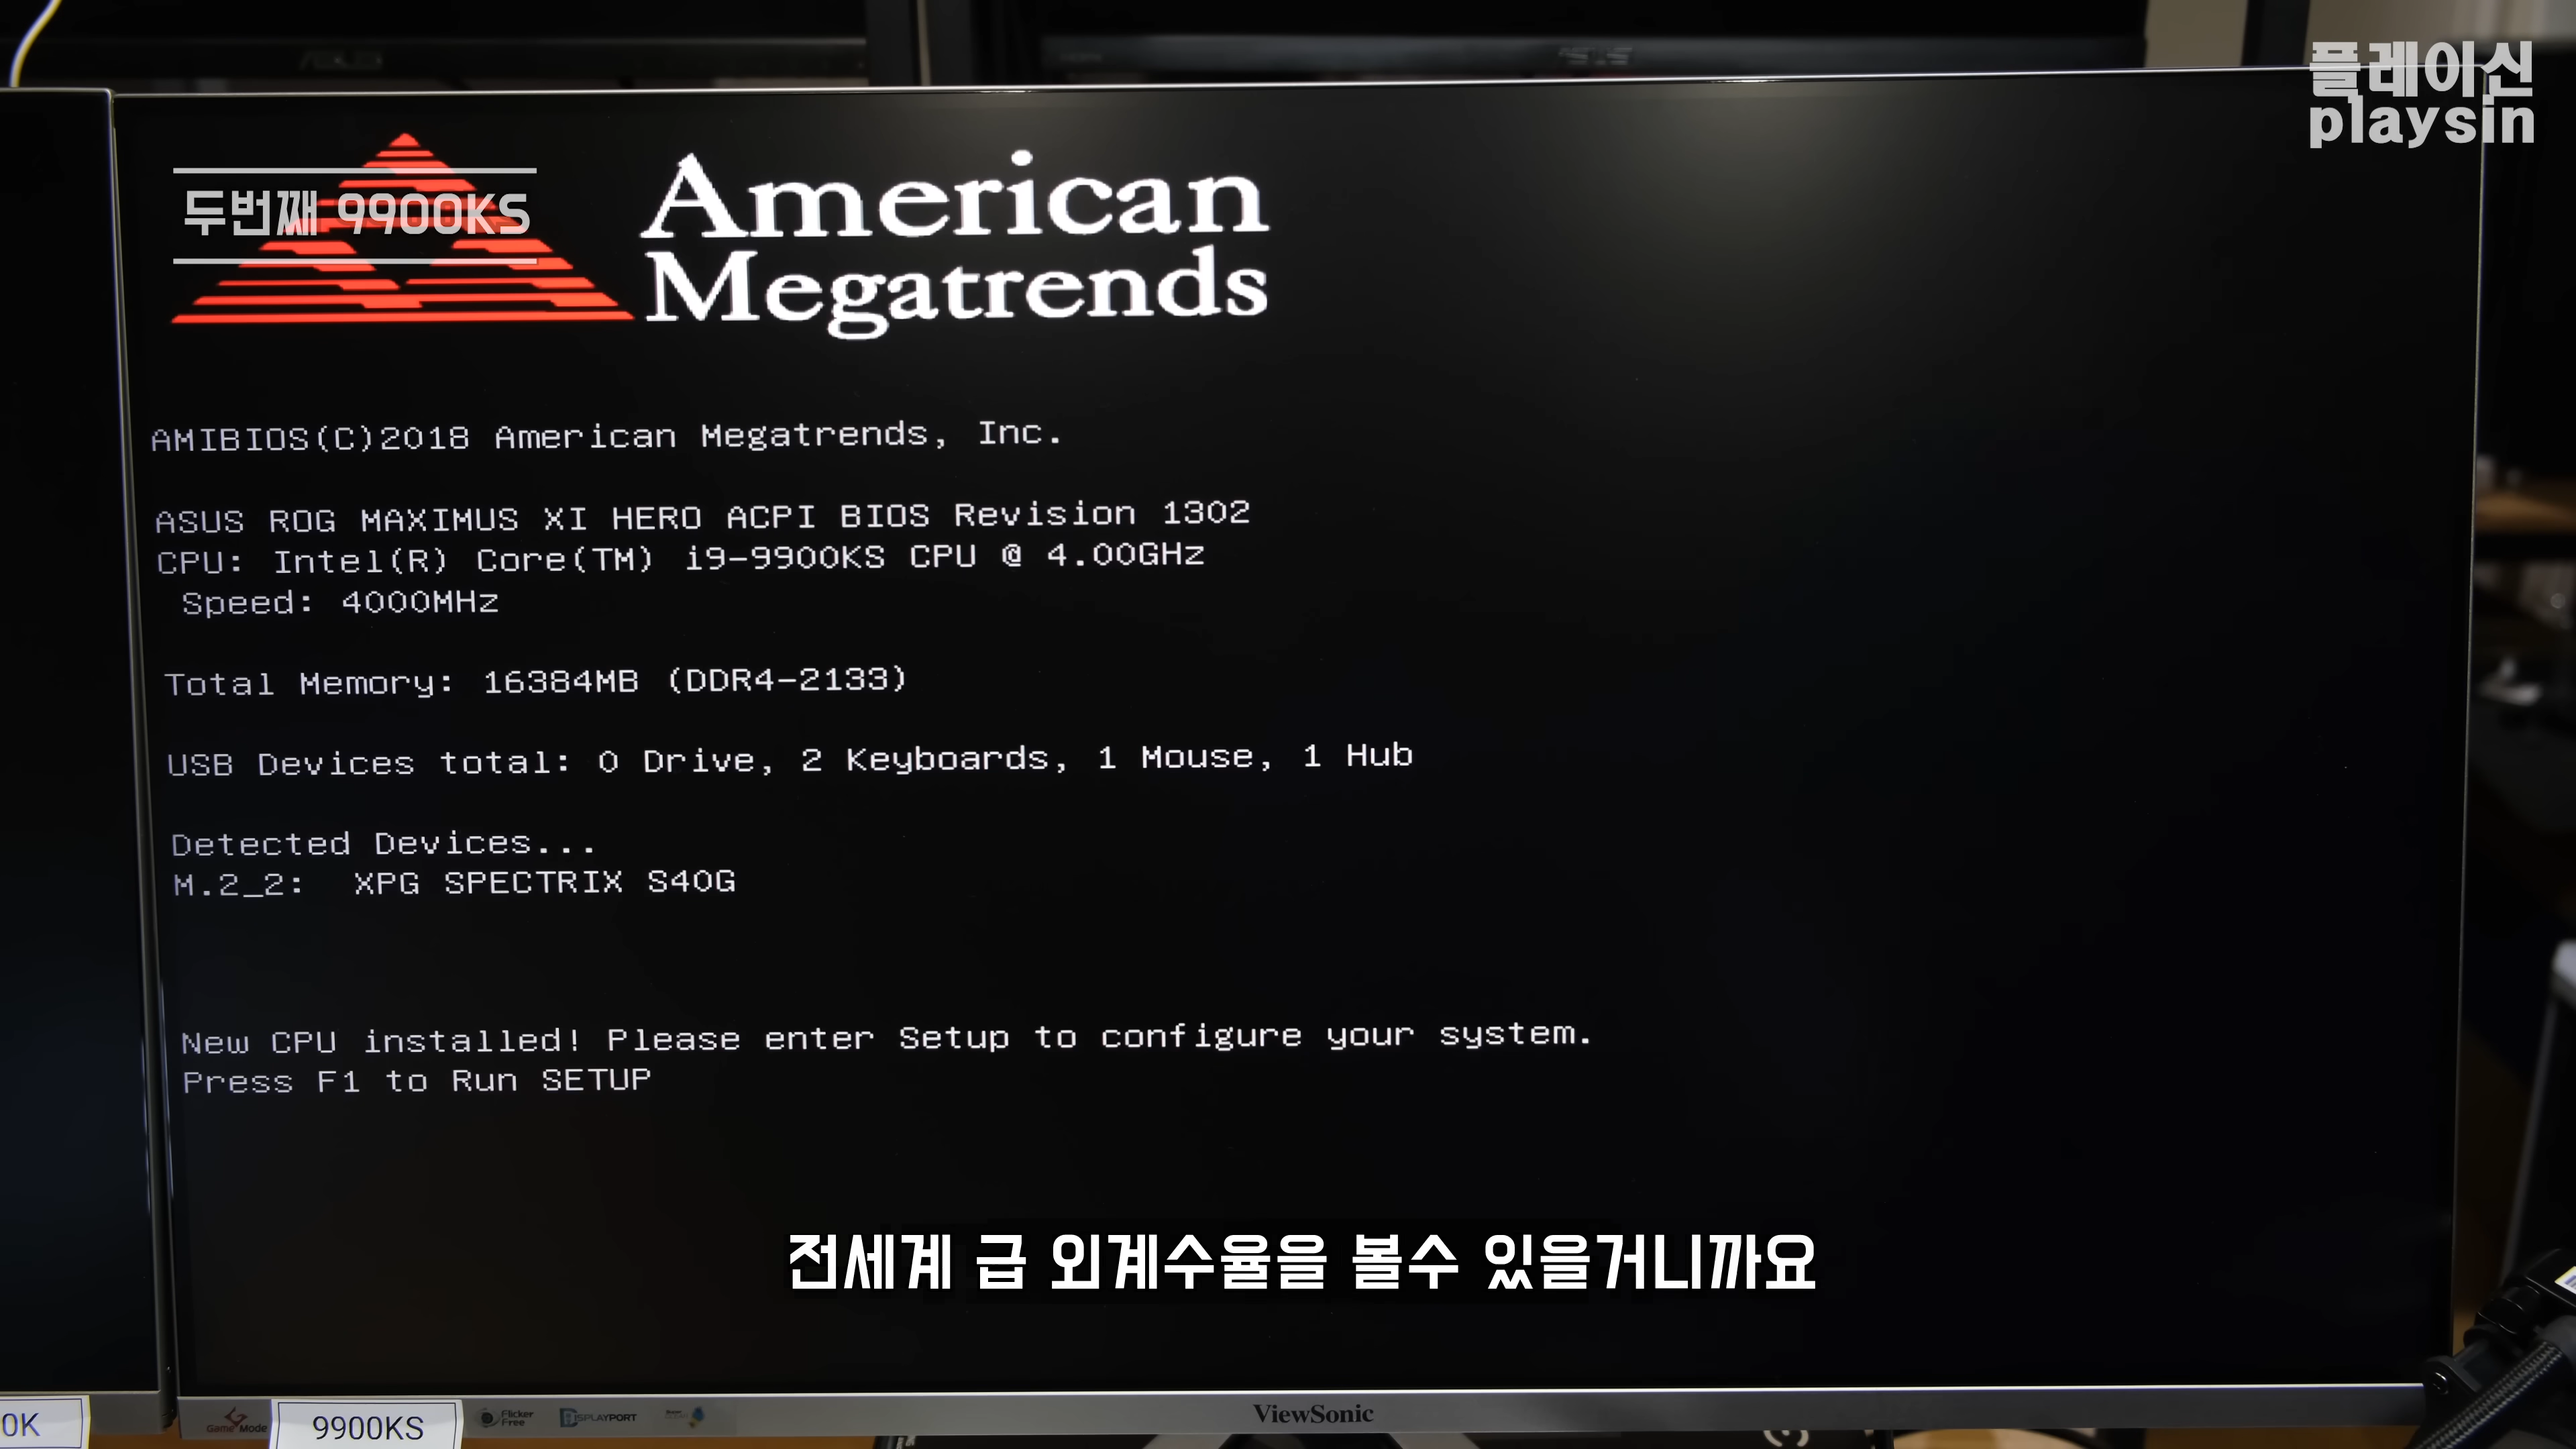 플레이신
playsin
두번째 9900KS
American
Megatrends
AMIBIOS(C)2018 American Megatrends, Inc.
ASUS ROG MAXIMUS XI HERO ACPI BIOS Revision 1302
CPU: Intel(R) Core(TM) i9-9900KS CPU @ 4.00GHz
Speed: 4000MHz
Total Memory: 16384MB (DDR4-2133)
USB Devices total: 0 Drive, 2 Keyboards, 1 Mouse, 1 Hub
Detected Devices...
M.2_2: XPG SPECTRIX S40G
New CPU installed! Please enter Setup to configure your system.
Press F1 to Run SETUP
전세계 급 외계수율을 볼수 있을거니까요
0K
GameMode
9900KS
Flicker
Free
DISPLAYPORT
ViewSonic